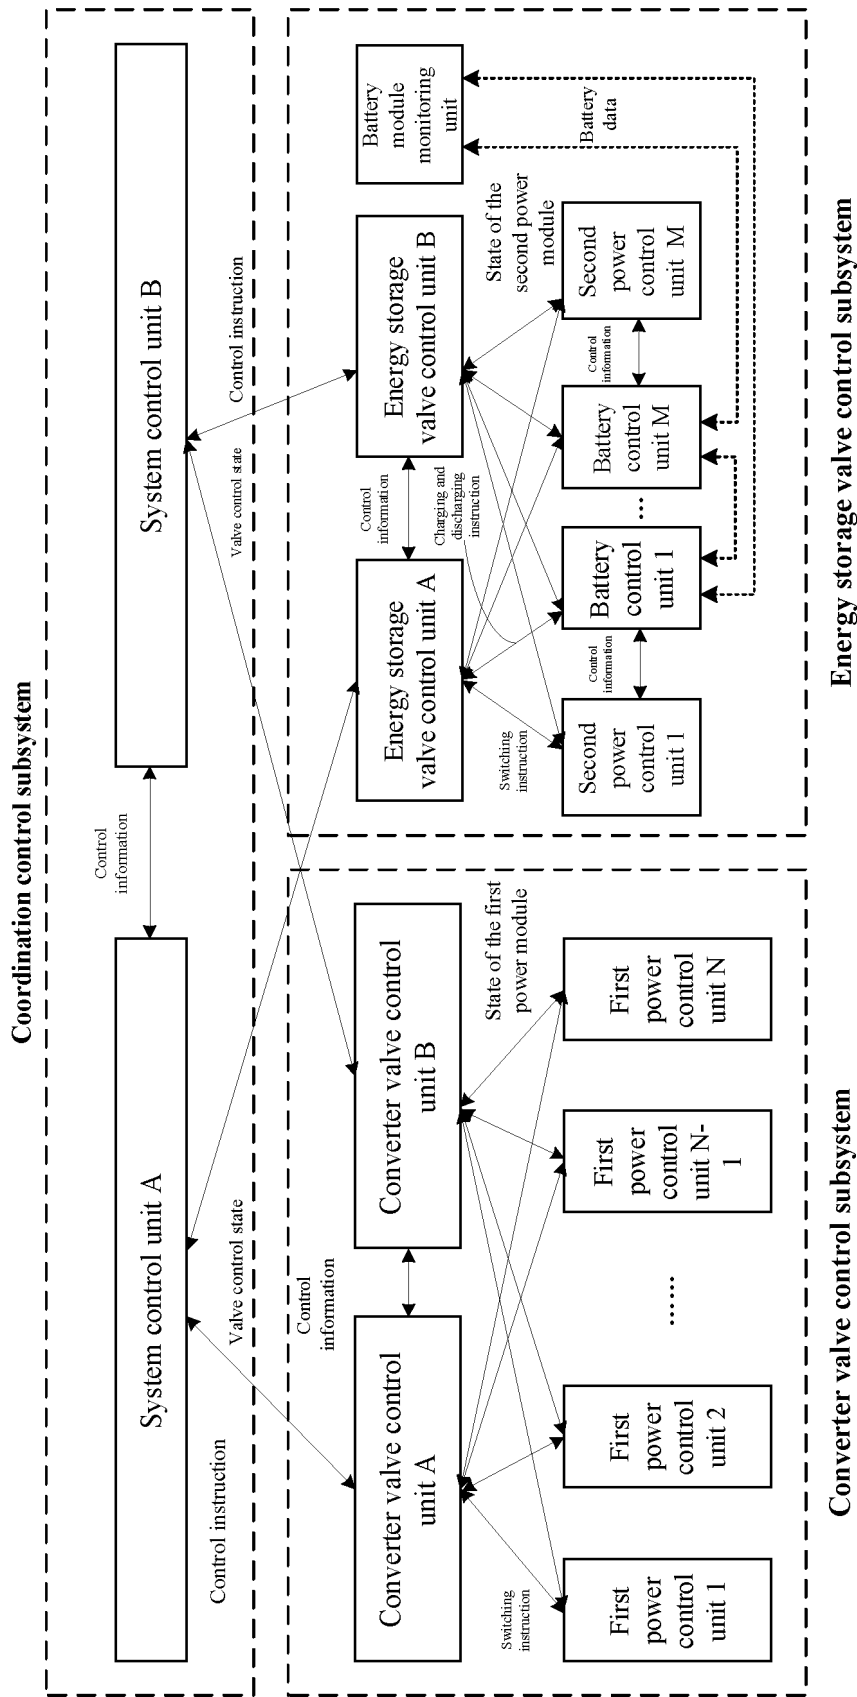 Coordination control subsystem
System control unit A
Control
information
System control unit B
Control instruction
Valve control state
Valve control state
Control instruction
Converter valve control
unit A
Control
information
Converter valve control
unit B
Switching
instruction
State of the first
power module
First
power
control
unit 1
First
power
control
unit 2
......
First
power
control
unit N-
1
First
power
control
unit N
Converter valve control subsystem
Energy storage
valve control unit A
Control
information
Energy storage
valve control unit B
Battery
module
monitoring
unit
Switching
instruction
Charging and
discharging
instruction
State of the
second power
module
Battery
data
Second
power
control
unit 1
Control
information
Battery
control
unit 1
...
Battery
control
unit M
Control
information
Second
power
control
unit M
Energy storage valve control subsystem